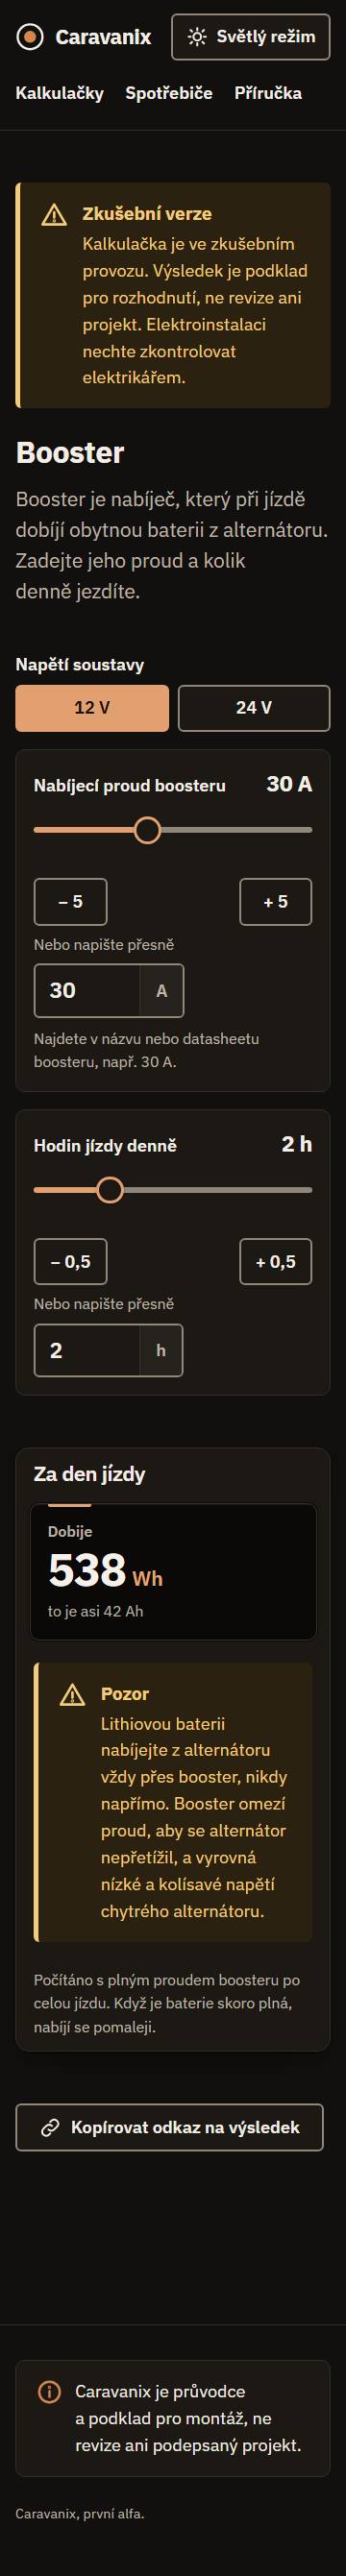 Caravanix
Světlý režim
Kalkulačky Spotřebiče Příručka
Zkušební verze
Kalkulačka je ve zkušebním
provozu. Výsledek je podklad
pro rozhodnutí, ne revize ani
projekt. Elektroinstalaci
nechte zkontrolovat
elektrikářem.
Booster
Booster je nabíječ, který při jízdě
dobíjí obytnou baterii z alternátoru.
Zadejte jeho proud a kolik
denně jezdíte.
Napětí soustavy
12 V
24 V
Nabíjecí proud boosteru
30 A
– 5
+ 5
Nebo napište přesně
30
A
Najdete v názvu nebo datasheetu
boosteru, např. 30 A.
Hodin jízdy denně
2 h
– 0,5
+ 0,5
Nebo napište přesně
2
h
Za den jízdy
Dobije
538 Wh
to je asi 42 Ah
Pozor
Lithiovou baterii
nabíjejte z alternátoru
vždy přes booster, nikdy
napřímo. Booster omezí
proud, aby se alternátor
nepřetížil, a vyrovná
nízké a kolísavé napětí
chytrého alternátoru.
Počítáno s plným proudem boosteru po
celou jízdu. Když je baterie skoro plná,
nabíjí se pomaleji.
Kopírovat odkaz na výsledek
Caravanix je průvodce
a podklad pro montáž, ne
revize ani podepsaný projekt.
Caravanix, první alfa.